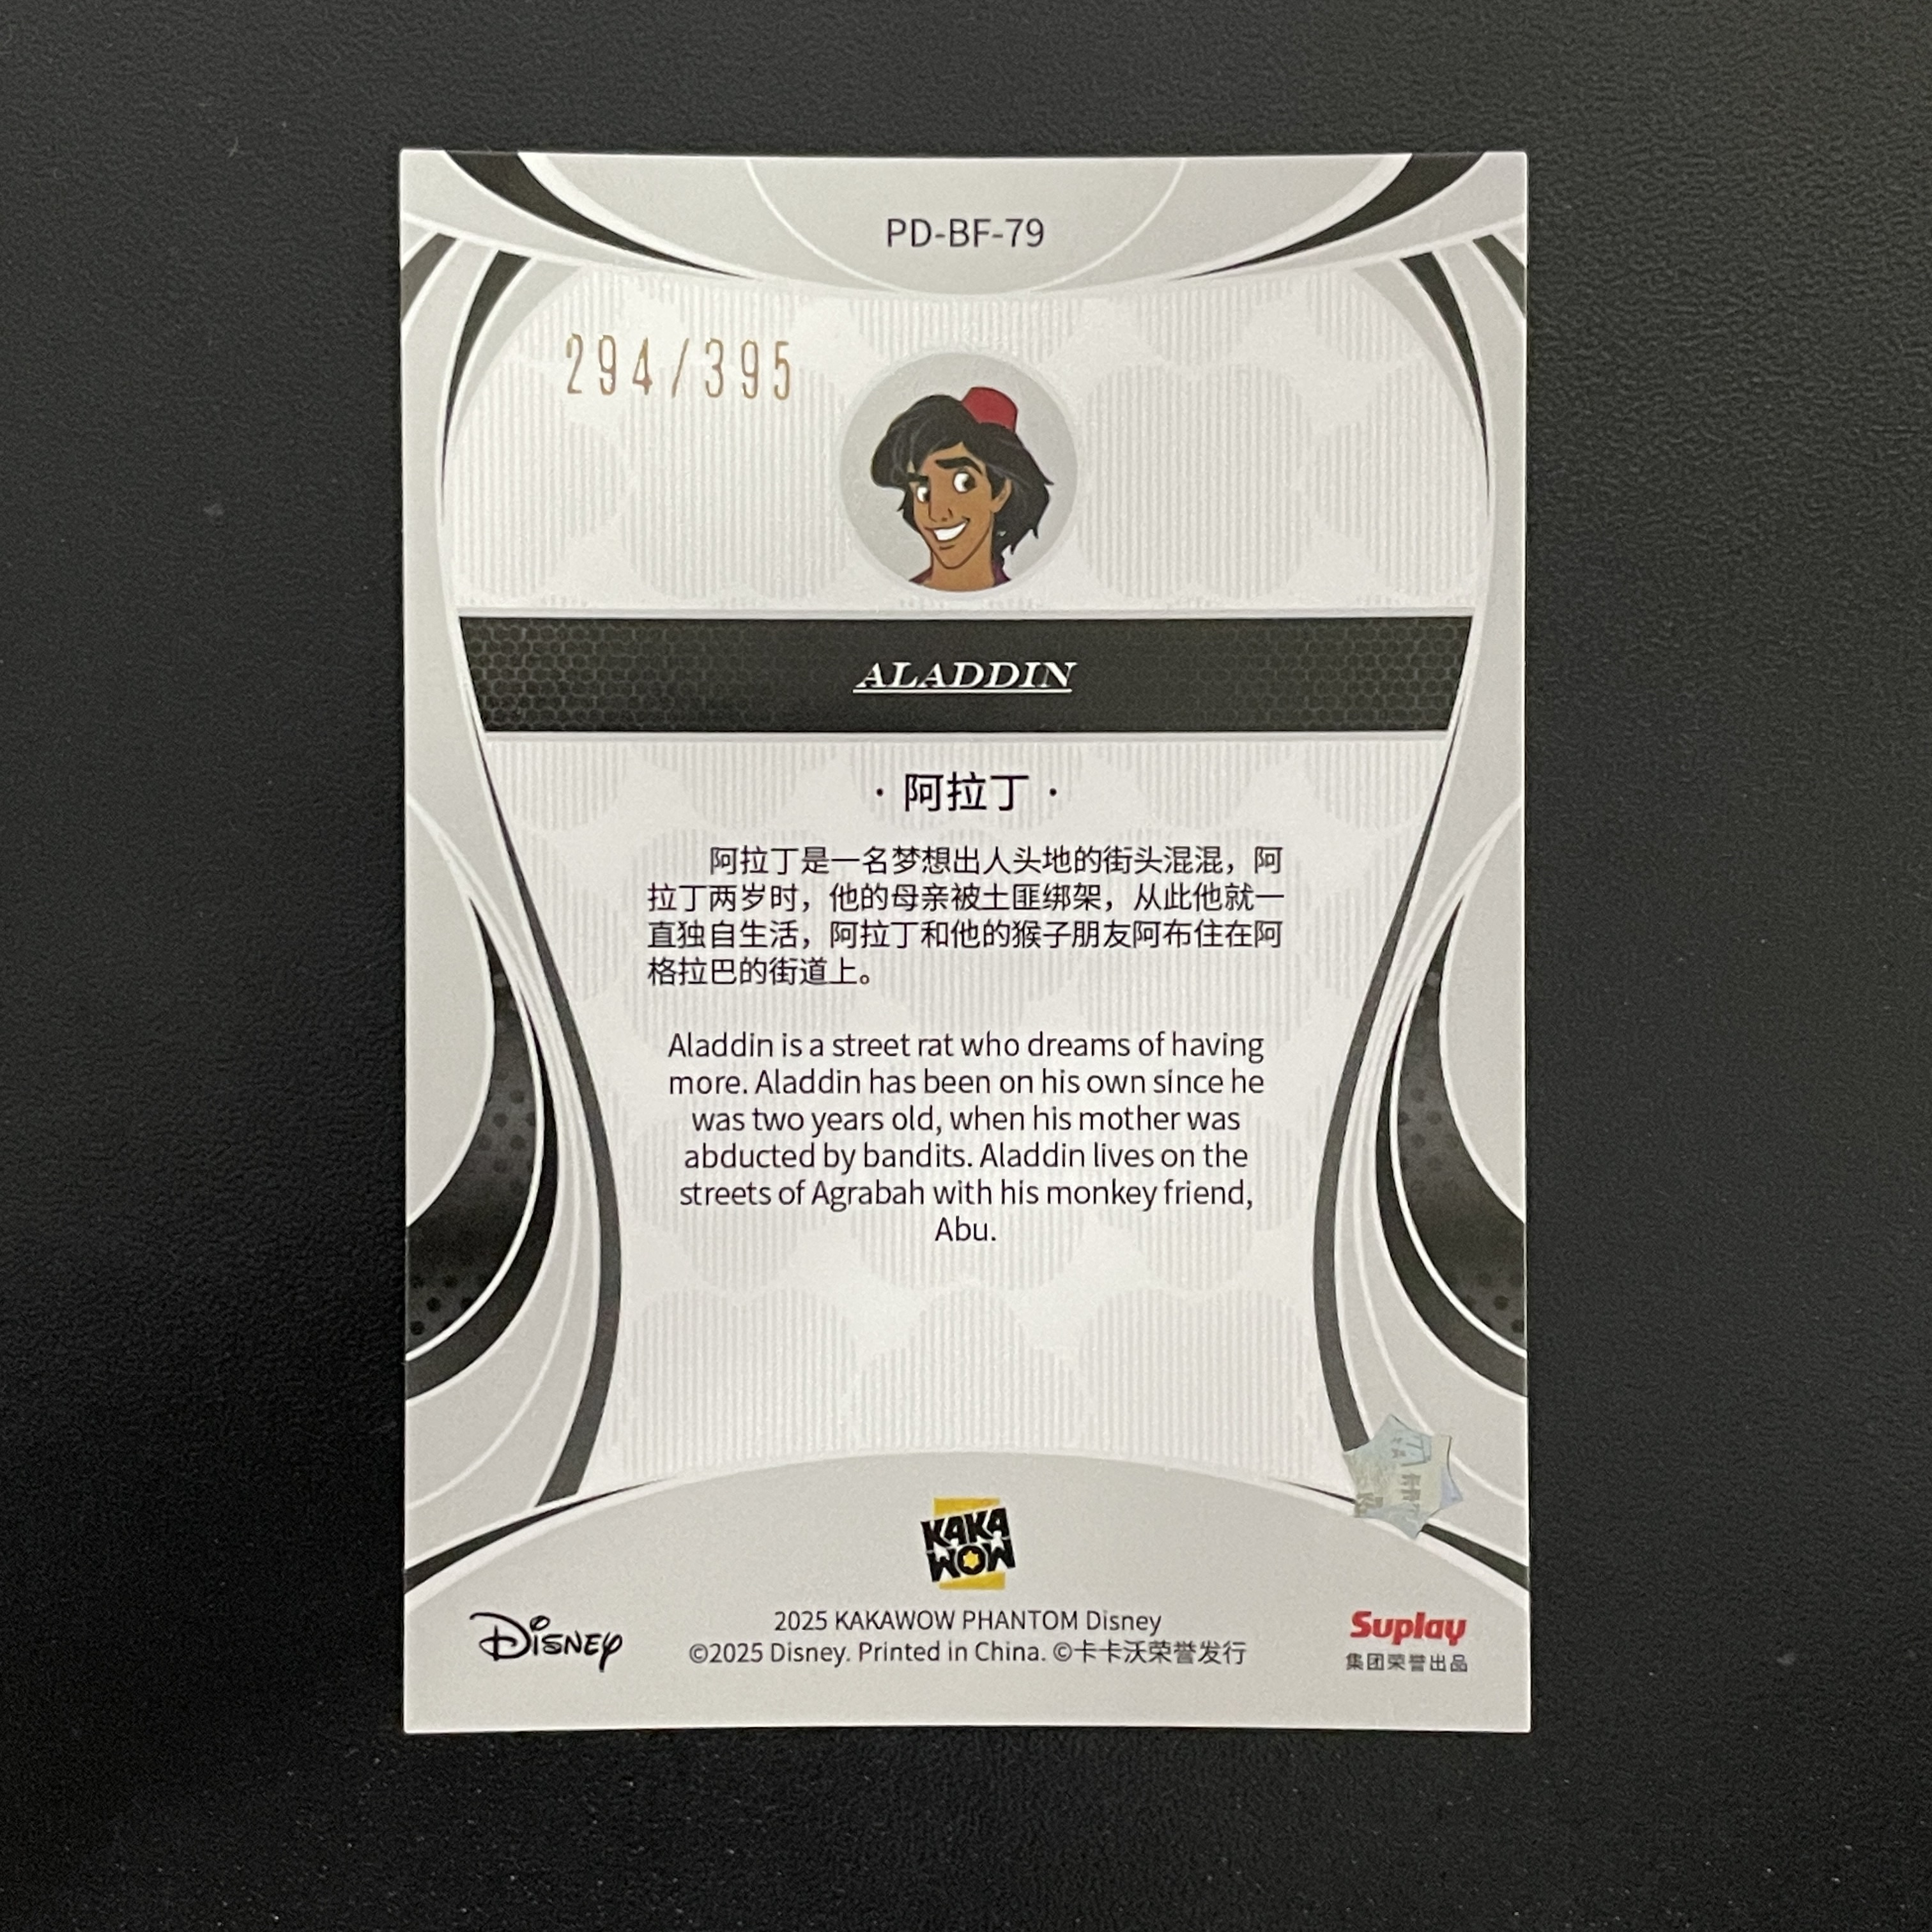 PD-BF-79
294/395
ALADDIN
· 阿拉丁 ·
阿拉丁是一名梦想出人头地的街头混混，阿
拉丁两岁时，他的母亲被土匪绑架，从此他就一
直独自生活，阿拉丁和他的猴子朋友阿布住在阿
格拉巴的街道上。
Aladdin is a street rat who dreams of having
more. Aladdin has been on his own since he
was two years old, when his mother was
abducted by bandits. Aladdin lives on the
streets of Agrabah with his monkey friend,
Abu.
KAKA
WOW
Disney
2025 KAKAWOW PHANTOM Disney
©2025 Disney. Printed in China. ©卡卡沃荣誉发行
Suplay
集团荣誉出品